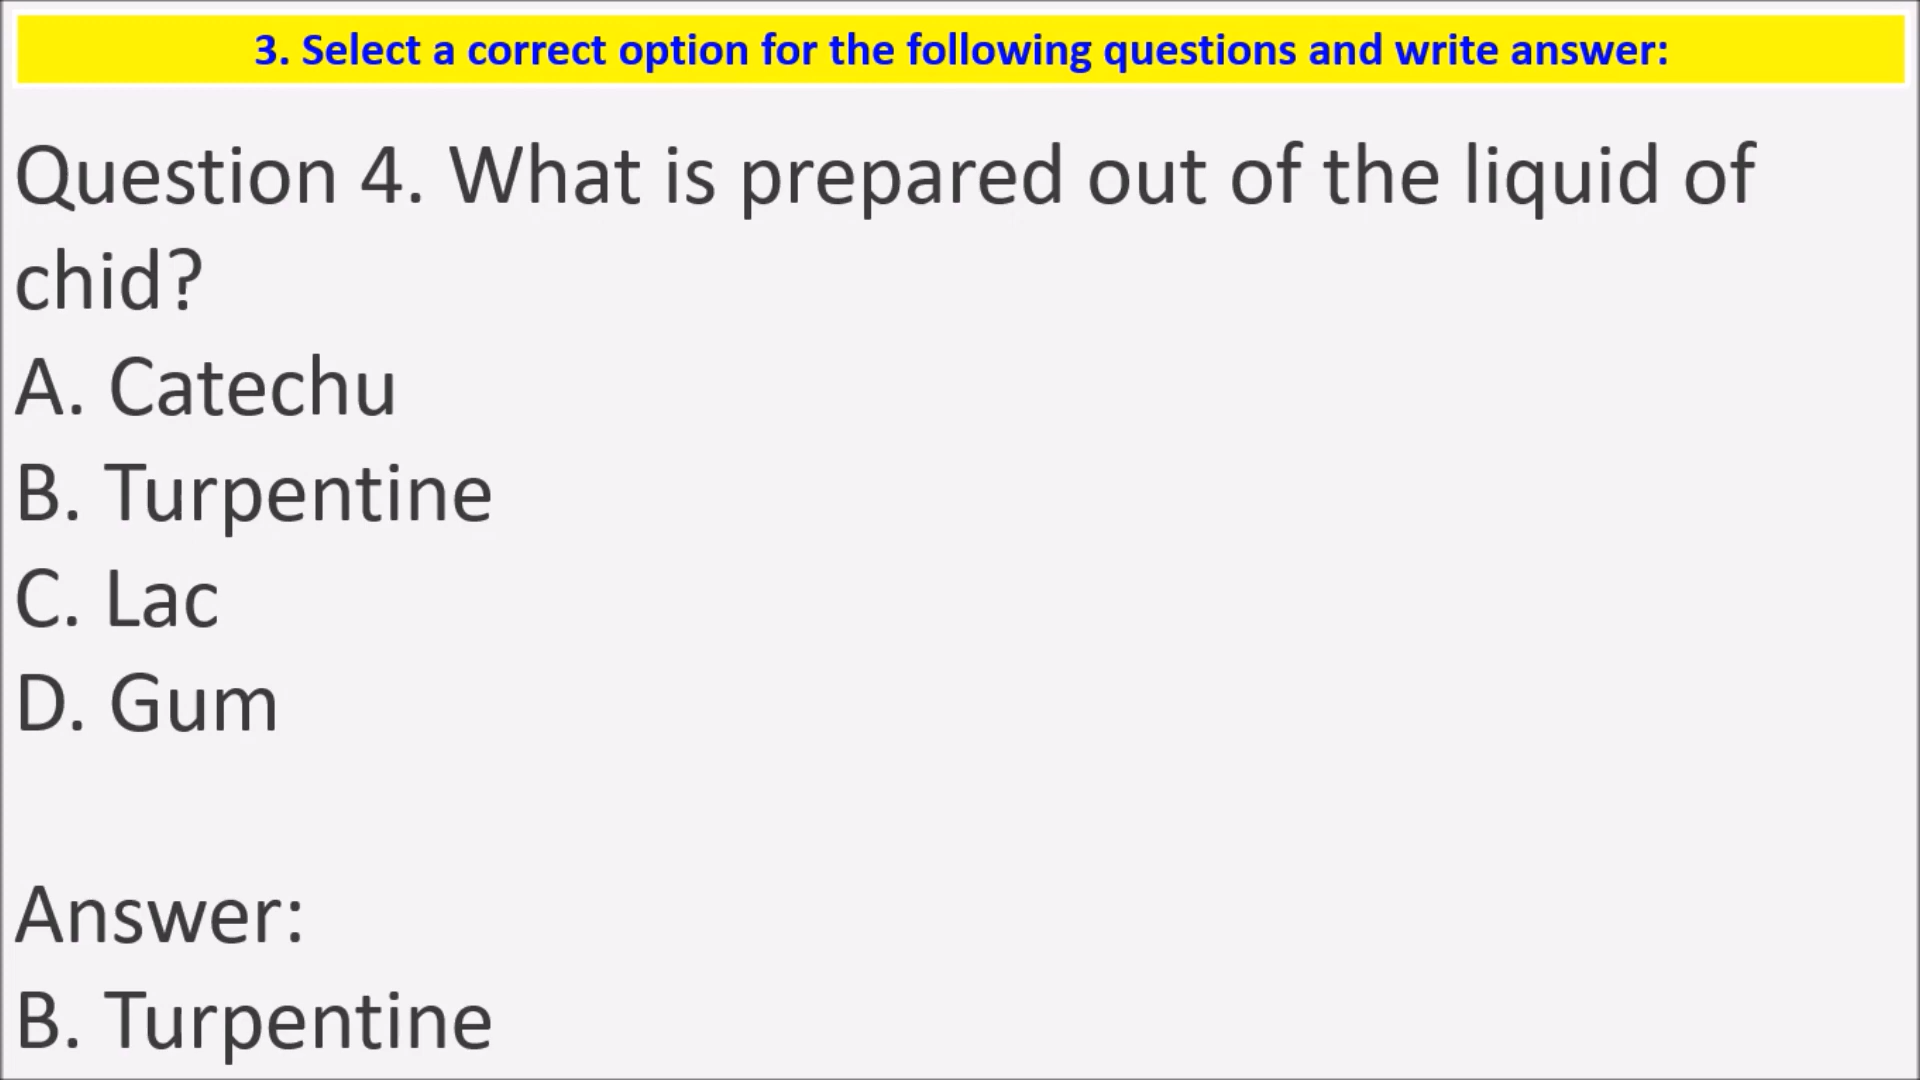 3. Select a correct option for the following questions and write answer:
Question 4. What is prepared out of the liquid of
chid?
A. Catechu
B. Turpentine
C. Lac
D. Gum
Answer:
B. Turpentine